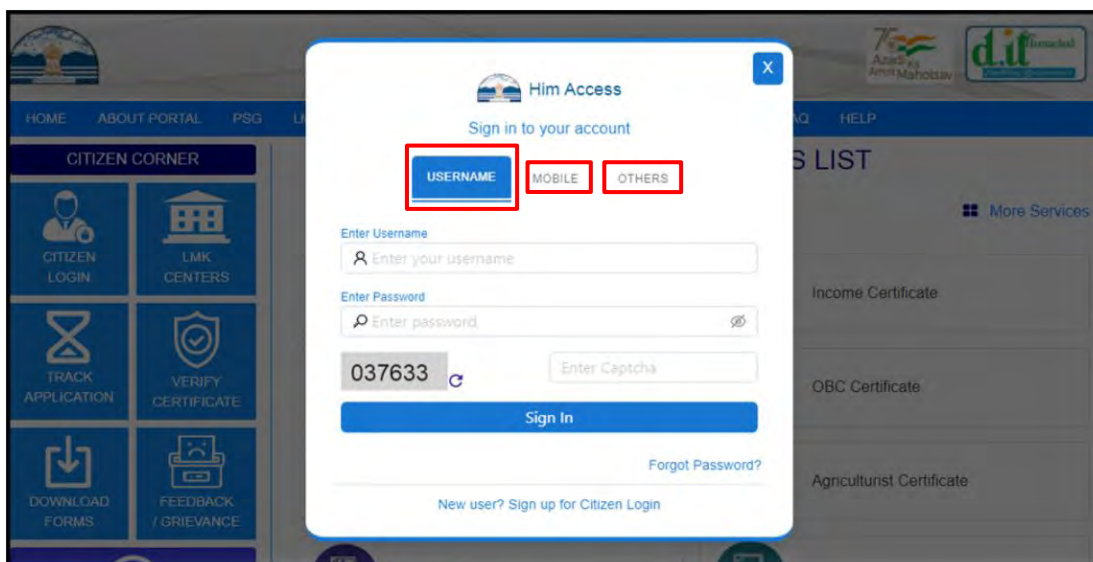 75
Azadi Ka
Amrit Mahotsav
d.it Himachal
HOME ABOUT PORTAL PSG HELP
CITIZEN CORNER
CITIZEN
LOGIN
LMK
CENTERS
TRACK
APPLICATION
VERIFY
CERTIFICATE
DOWNLOAD
FORMS
FEEDBACK
/ GRIEVANCE
X
Him Access
Sign in to your account
USERNAME MOBILE OTHERS
Enter Username
Enter your username
Enter Password
Enter password
037633 Enter Captcha
Sign In
Forgot Password?
New user? Sign up for Citizen Login
LIST
More Services
Income Certificate
OBC Certificate
Agriculturist Certificate